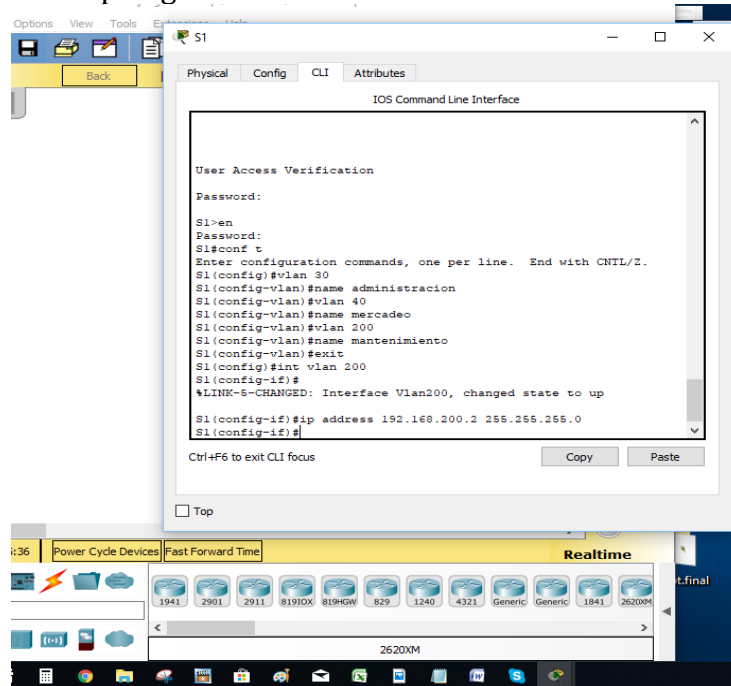 Options View Tools
S1
Back
Physical Config CLI Attributes
IOS Command Line Interface
User Access Verification
Password:
S1>en
Password:
S1#conf t
Enter configuration commands, one per line. End with CNTL/Z.
S1(config)#vlan 30
S1(config-vlan)#name administracion
S1(config-vlan)#vlan 40
S1(config-vlan)#name mercadeo
S1(config-vlan)#vlan 200
S1(config-vlan)#name mantenimiento
S1(config-vlan)#exit
S1(config)#int vlan 200
S1(config-if)#
%LINK-5-CHANGED: Interface Vlan200, changed state to up
S1(config-if)#ip address 192.168.200.2 255.255.255.0
S1(config-if)#
Ctrl+F6 to exit CLI focus
Copy Paste
Top
:36 Power Cycle Devices Fast Forward Time Realtime
t.final
1941 2901 2911 819IOX 819HGW 829 1240 4321 Generic Generic 1841 2620XM
2620XM